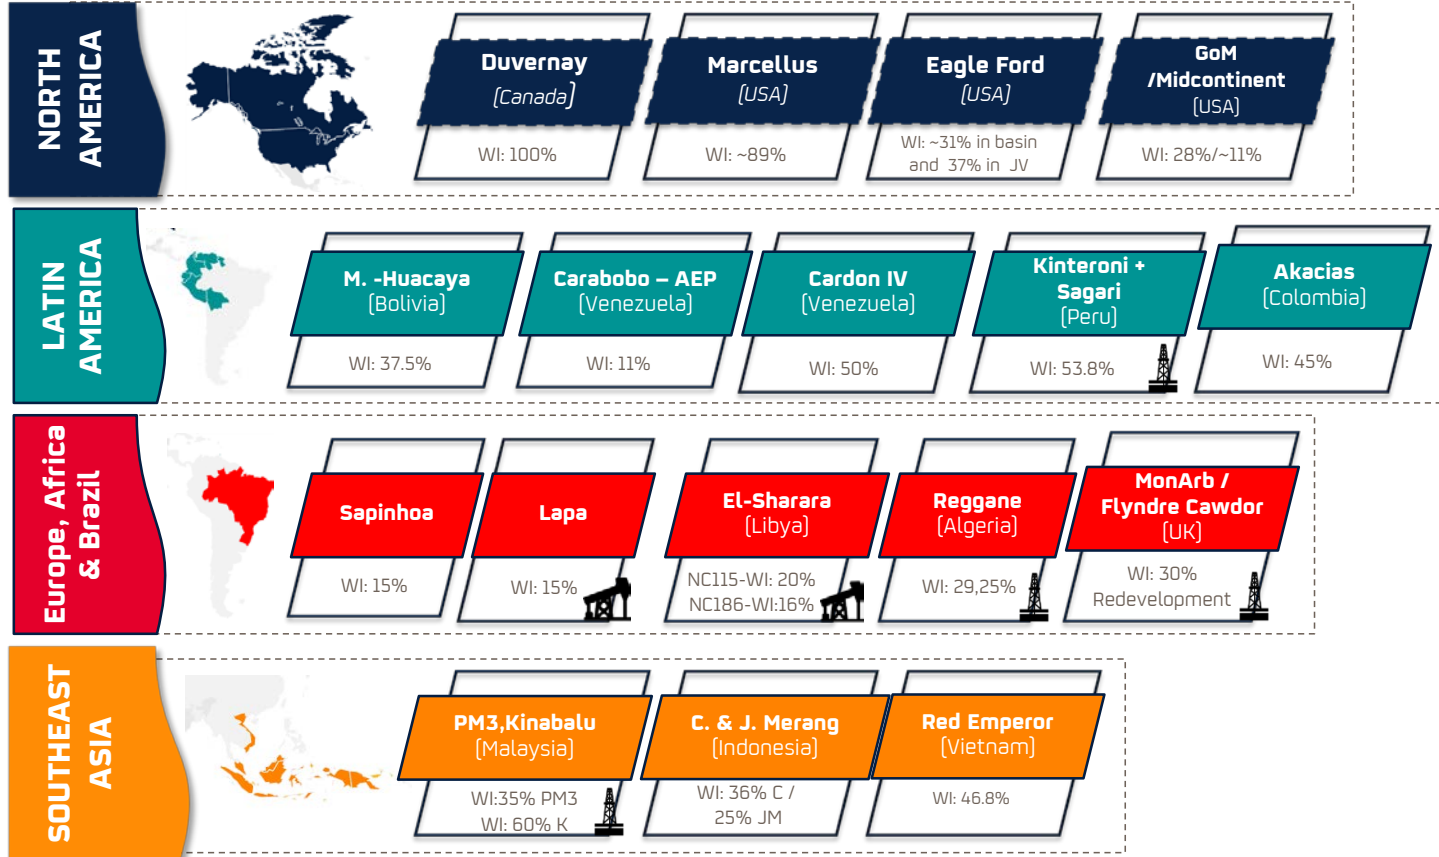 NORTH
AMERICA
Duvernay
(Canada)
WI: 100%
Marcellus
(USA)
WI: ~89%
Eagle Ford
(USA)
WI: ~31% in basin
and 37% in JV
GoM
/Midcontinent
(USA)
WI: 28%/~11%
LATIN
AMERICA
M. -Huacaya
(Bolivia)
WI: 37.5%
Carabobo – AEP
(Venezuela)
WI: 11%
Cardon IV
(Venezuela)
WI: 50%
Kinteroni +
Sagari
(Peru)
WI: 53.8%
Akacias
(Colombia)
WI: 45%
Europe, Africa
& Brazil
Sapinhoa
WI: 15%
Lapa
WI: 15%
El-Sharara
(Libya)
NC115-WI: 20%
NC186-WI:16%
Reggane
(Algeria)
WI: 29,25%
MonArb /
Flyndre Cawdor
(UK)
WI: 30%
Redevelopment
SOUTHEAST
ASIA
PM3,Kinabalu
(Malaysia)
WI:35% PM3
WI: 60% K
C. & J. Merang
(Indonesia)
WI: 36% C /
25% JM
Red Emperor
(Vietnam)
WI: 46.8%